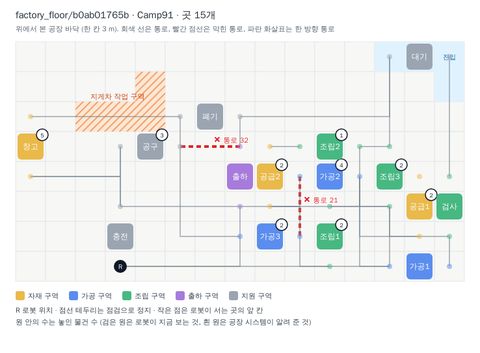 factory_floor/b0ab01765b · Camp91 · 곳 15개
위에서 본 공장 바닥 (한 칸 3 m). 회색 선은 통로, 빨간 점선은 막힌 통로, 파란 화살표는 한 방향 통로
대기
진입
지게차 작업 구역
폐기
✕ 통로 32
창고
5
공구
3
조립2
1
출하
공급2
2
가공2
4
조립3
2
✕ 통로 21
공급1
2
검사
충전
가공3
2
조립1
2
R
가공1
자재 구역
가공 구역
조립 구역
출하 구역
지원 구역
R 로봇 위치 · 점선 테두리는 점검으로 정지 · 작은 점은 로봇이 서는 곳의 앞 칸
원 안의 수는 놓인 물건 수 (검은 원은 로봇이 지금 보는 것, 흰 원은 공장 시스템이 알려 준 것)